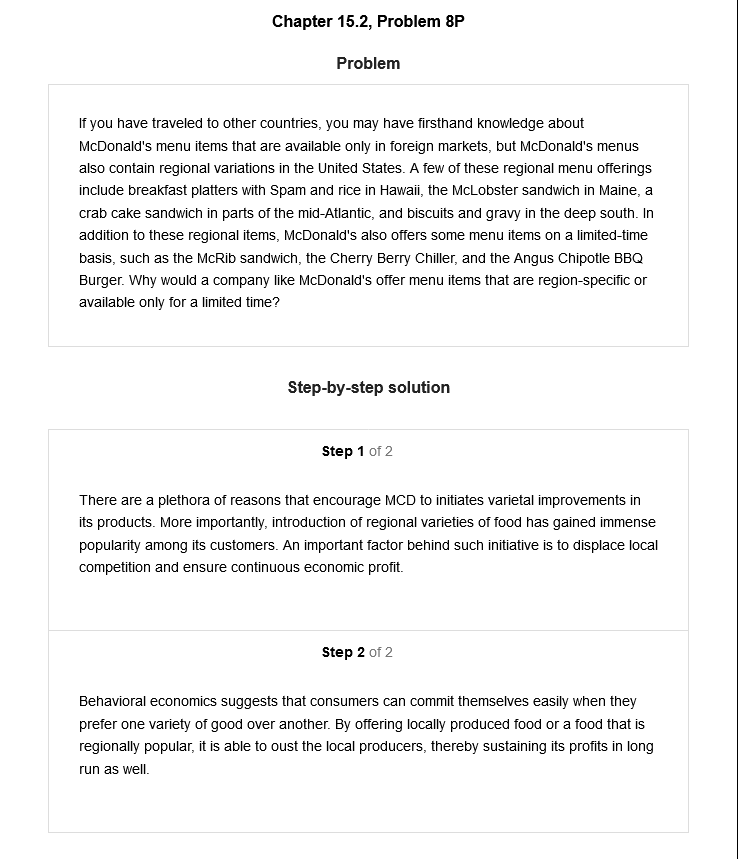 Chapter 15.2, Problem 8P
Problem
If you have traveled to other countries, you may have firsthand knowledge about
McDonald's menu items that are available only in foreign markets, but McDonald's menus
also contain regional variations in the United States. A few of these regional menu offerings
include breakfast platters with Spam and rice in Hawaii, the McLobster sandwich in Maine, a
crab cake sandwich in parts of the mid-Atlantic, and biscuits and gravy in the deep south. In
addition to these regional items, McDonald's also offers some menu items on a limited-time
basis, such as the McRib sandwich, the Cherry Berry Chiller, and the Angus Chipotle BBQ
Burger. Why would a company like McDonald's offer menu items that are region-specific or
available only for a limited time?
Step-by-step solution
Step 1 of 2
There are a plethora of reasons that encourage MCD to initiates varietal improvements in
its products. More importantly, introduction of regional varieties of food has gained immense
popularity among its customers. An important factor behind such initiative is to displace local
competition and ensure continuous economic profit.
Step 2 of 2
Behavioral economics suggests that consumers can commit themselves easily when they
prefer one variety of good over another. By offering locally produced food or a food that is
regionally popular, it is able to oust the local producers, thereby sustaining its profits in long
run as well.